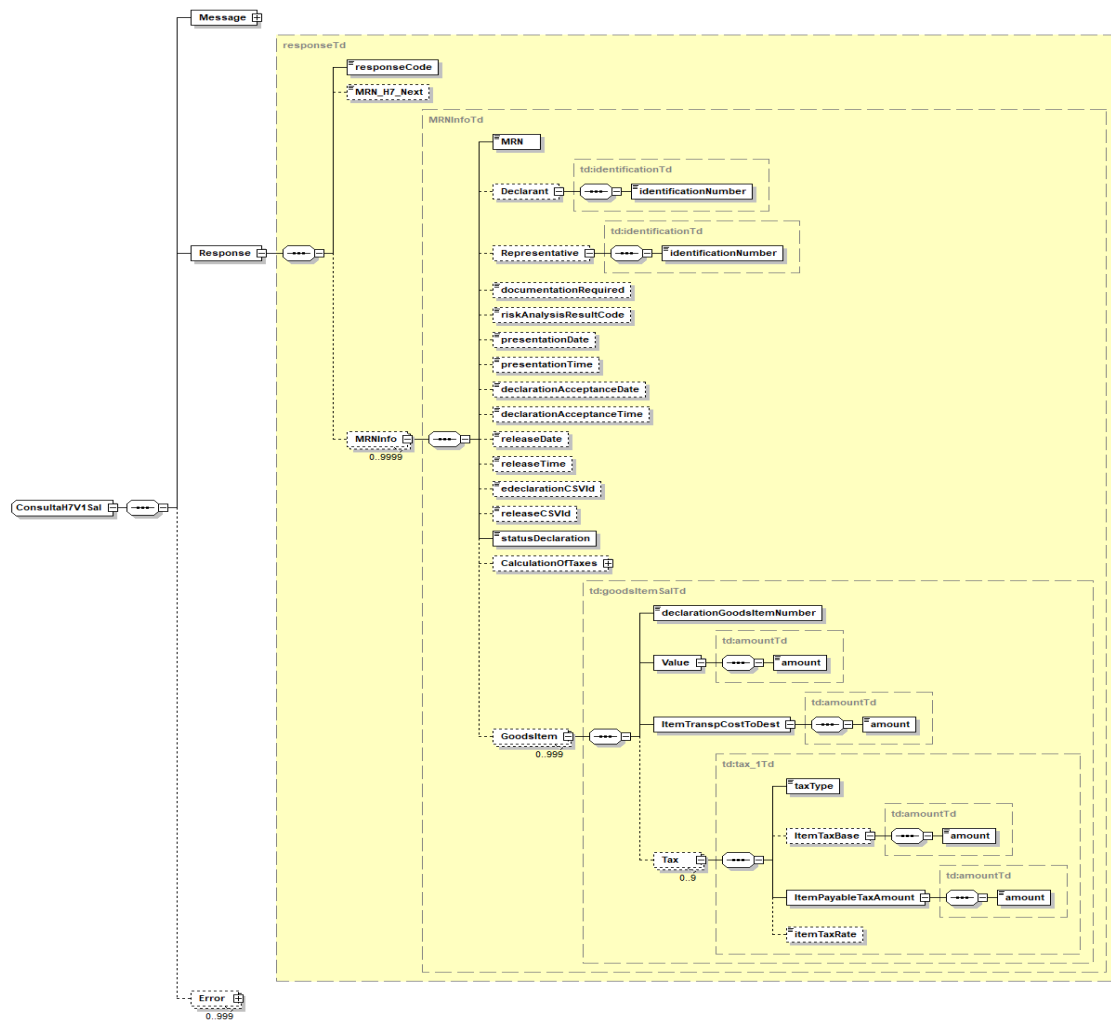 Message
responseTd
responseCode
MRN_H7_Next
MRNInfoTd
MRN
td:identificationTd
Declarant
identificationNumber
td:identificationTd
Response
Representative
identificationNumber
documentationRequired
riskAnalysisResultCode
presentationDate
presentationTime
declarationAcceptanceDate
declarationAcceptanceTime
MRNInfo
releaseDate
0..9999
releaseTime
edeclarationCSVId
ConsultaH7V1Sal
releaseCSVId
statusDeclaration
CalculationOfTaxes
td:goodsItemSalTd
declarationGoodsItemNumber
td:amountTd
Value
amount
td:amountTd
ItemTranspCostToDest
amount
GoodsItem
0..999
td:tax_1Td
taxType
td:amountTd
ItemTaxBase
amount
Tax
0..9
td:amountTd
ItemPayableTaxAmount
amount
itemTaxRate
Error
0..999